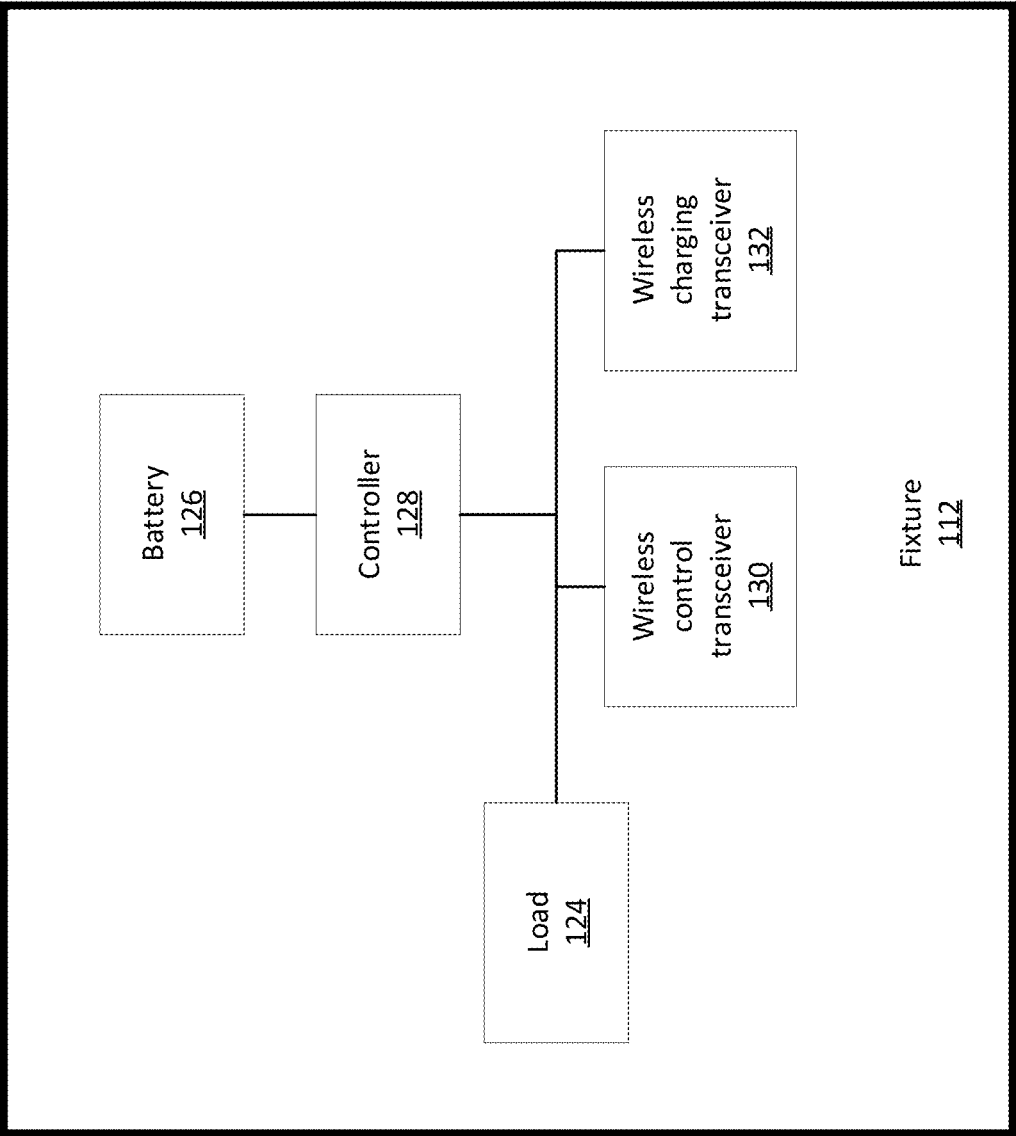 Battery
126
Controller
128
Load
124
Wireless
control
transceiver
130
Wireless
charging
transceiver
132
Fixture
112